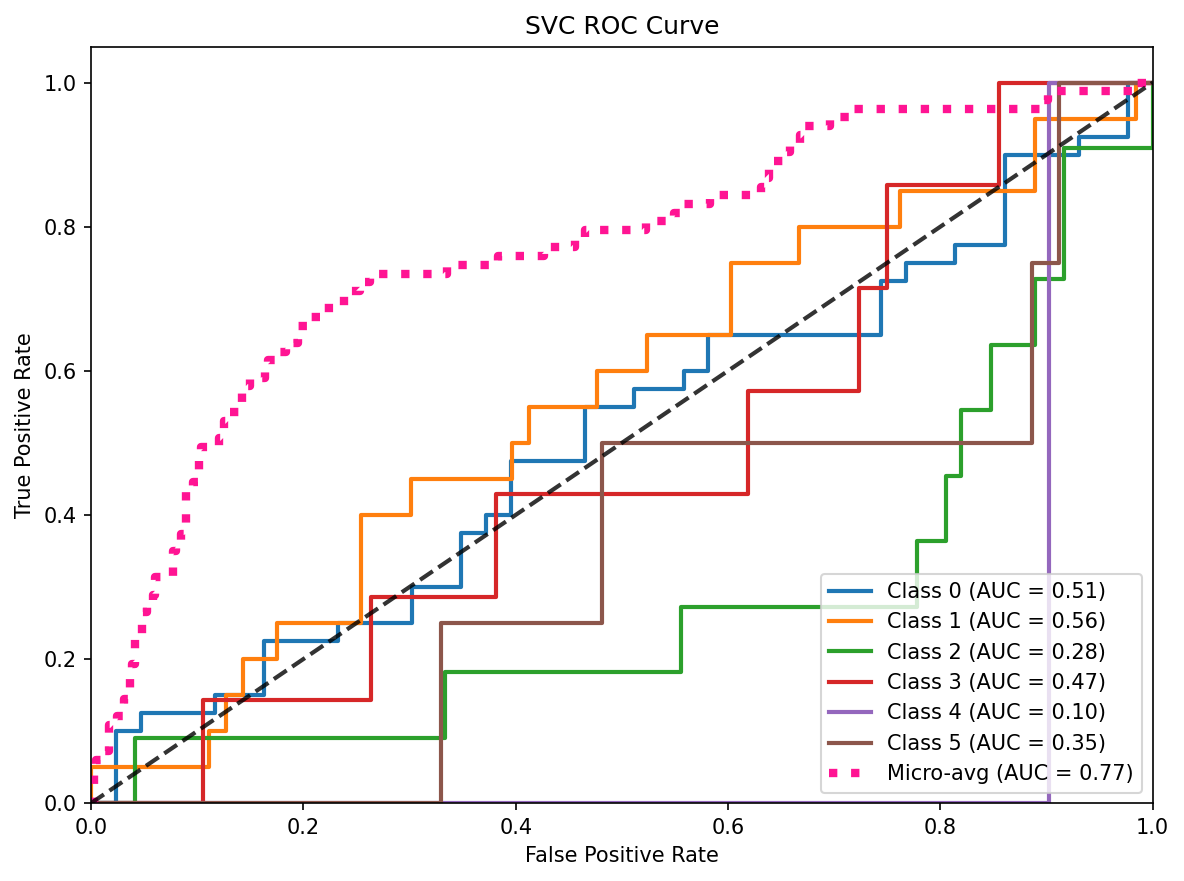 SVC ROC Curve
True Positive Rate
1.0
0.8
0.6
0.4
0.2
0.0
0.0 0.2 0.4 0.6 0.8 1.0
False Positive Rate
Class 0 (AUC = 0.51)
Class 1 (AUC = 0.56)
Class 2 (AUC = 0.28)
Class 3 (AUC = 0.47)
Class 4 (AUC = 0.10)
Class 5 (AUC = 0.35)
Micro-avg (AUC = 0.77)